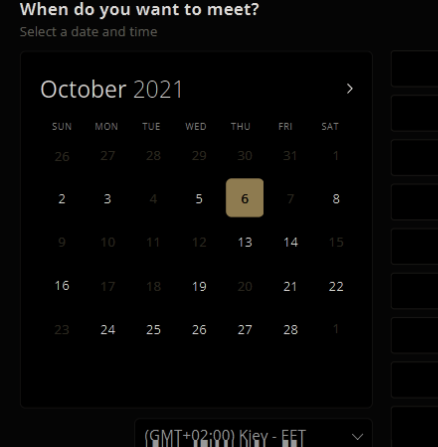 When do you want to meet?
Select a date and time
October 2021
SUN MON TUE WED THU FRI SAT
26 27 28 29 30 31 1
2 3 4 5 6 7 8
9 10 11 12 13 14 15
16 17 18 19 20 21 22
23 24 25 26 27 28 1
(GMT+02:00) Kiev - EET